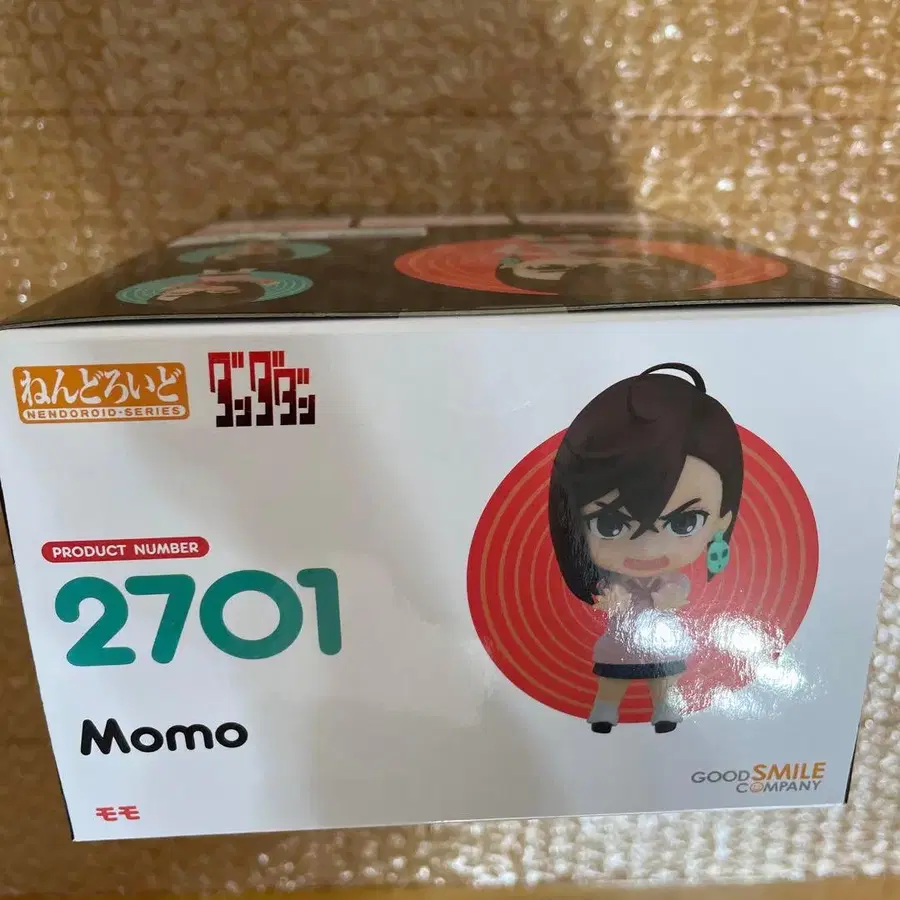 ねんどろいど
NENDOROID•SERIES
ダンダダン
PRODUCT NUMBER
2701
Momo
モモ
GOOD SMILE
COMPANY